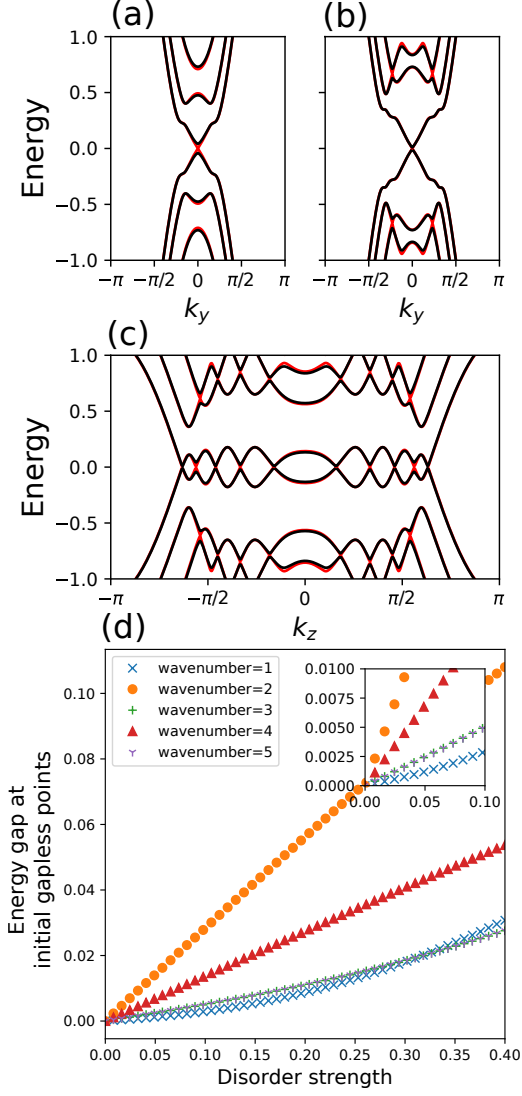 (a)
(b)
1.0
0.5
0.0
−0.5
−1.0
Energy
−π
−π/2
0
π/2
π
k_y
−π
−π/2
0
π/2
π
k_y
(c)
1.0
0.5
0.0
−0.5
−1.0
Energy
−π
−π/2
0
π/2
π
k_z
(d)
wavenumber=1
wavenumber=2
wavenumber=3
wavenumber=4
wavenumber=5
0.0100
0.0075
0.0050
0.0025
0.0000
0.00
0.05
0.10
0.10
0.08
0.06
0.04
0.02
0.00
Energy gap at
initial gapless points
0.00
0.05
0.10
0.15
0.20
0.25
0.30
0.35
0.40
Disorder strength